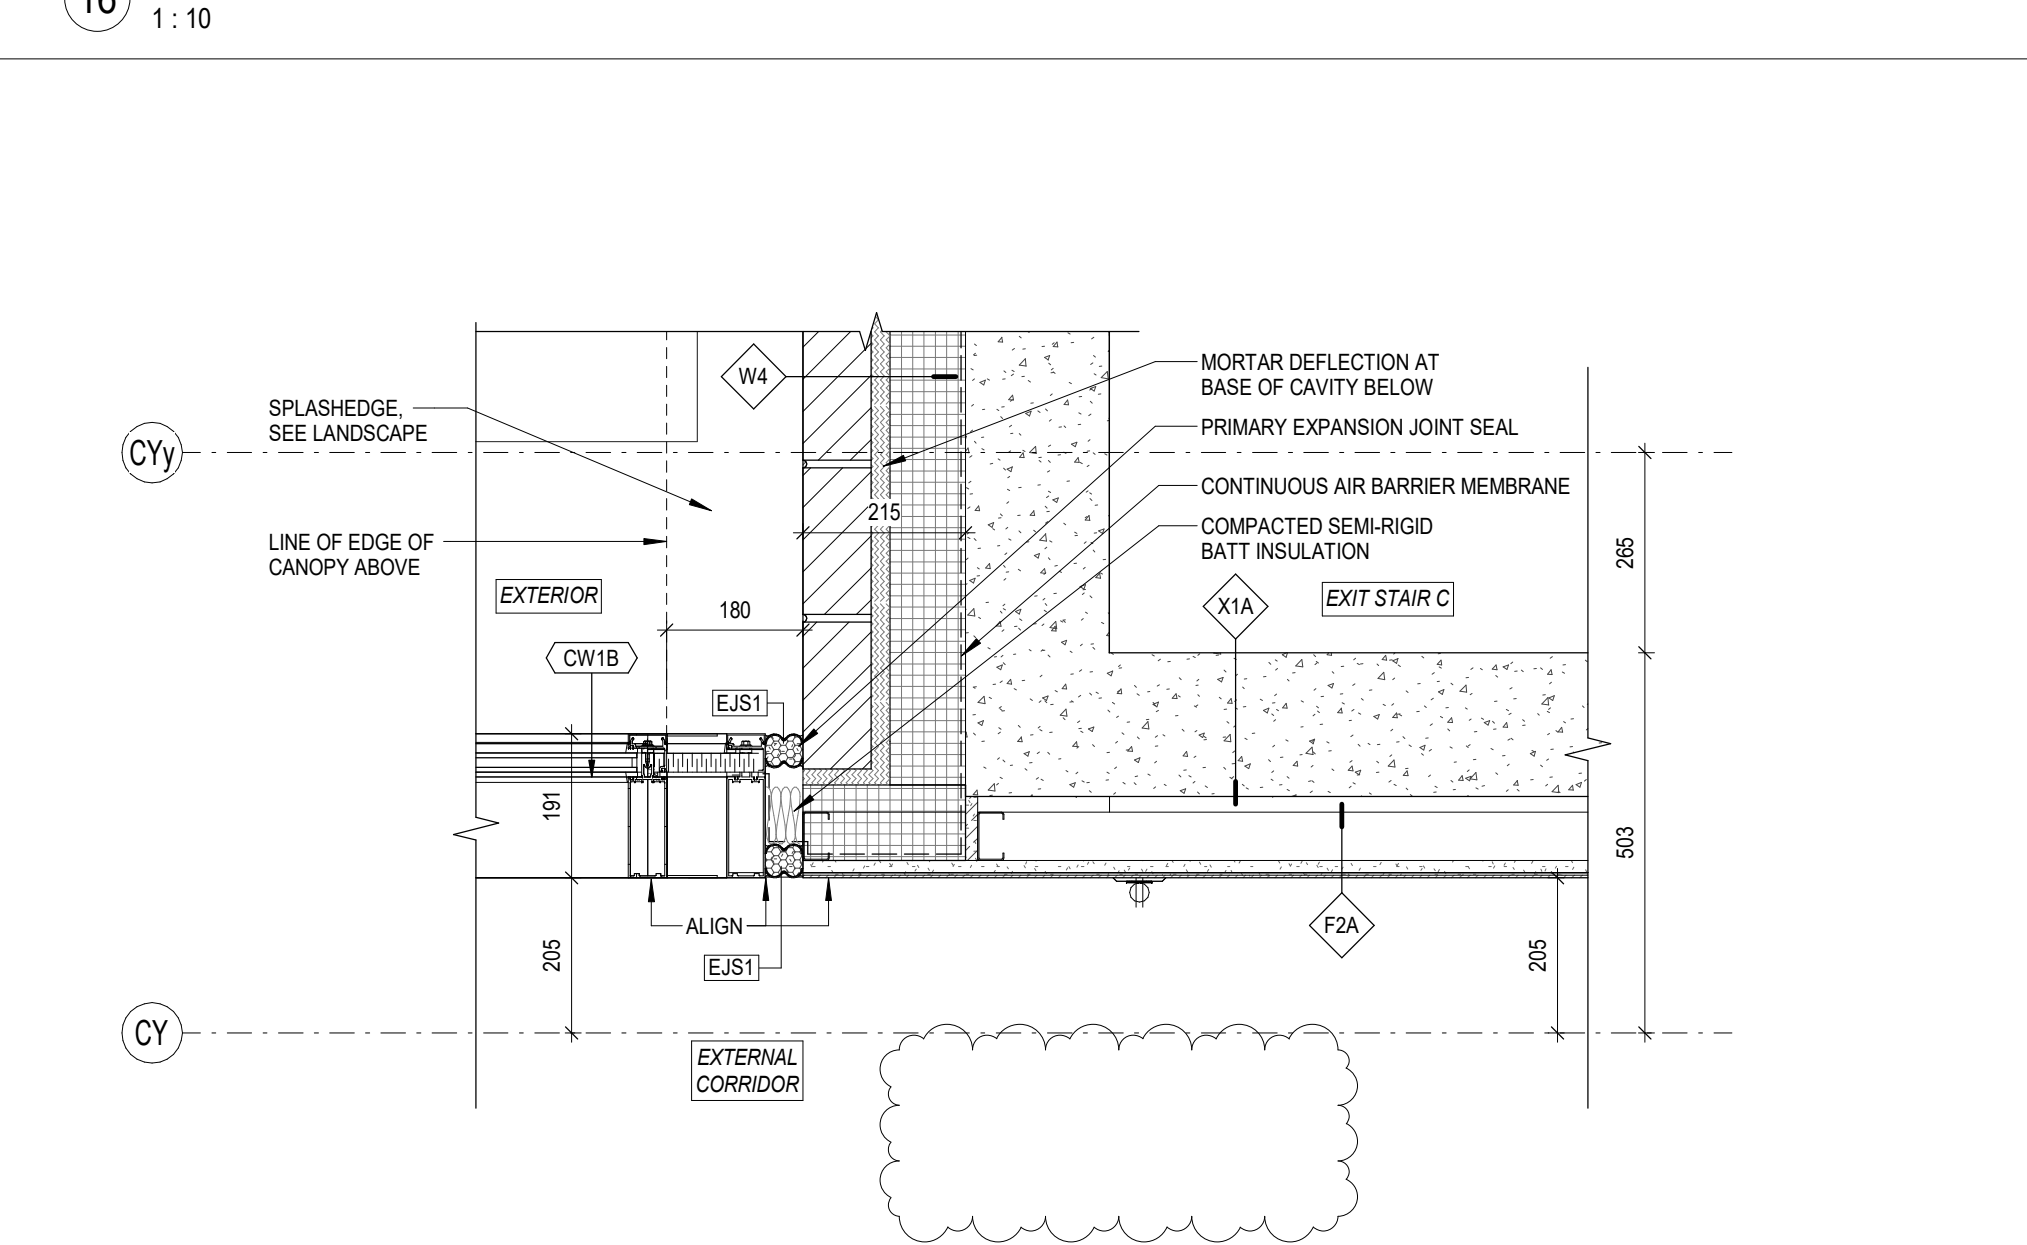 16
1 : 10
MORTAR DEFLECTION AT
BASE OF CAVITY BELOW
W4
SPLASHEDGE,
SEE LANDSCAPE
PRIMARY EXPANSION JOINT SEAL
CYy
CONTINUOUS AIR BARRIER MEMBRANE
215
COMPACTED SEMI-RIGID
BATT INSULATION
LINE OF EDGE OF
CANOPY ABOVE
265
EXTERIOR
180
X1A
EXIT STAIR C
CW1B
EJS1
191
503
ALIGN
F2A
205
205
EJS1
CY
EXTERNAL
CORRIDOR